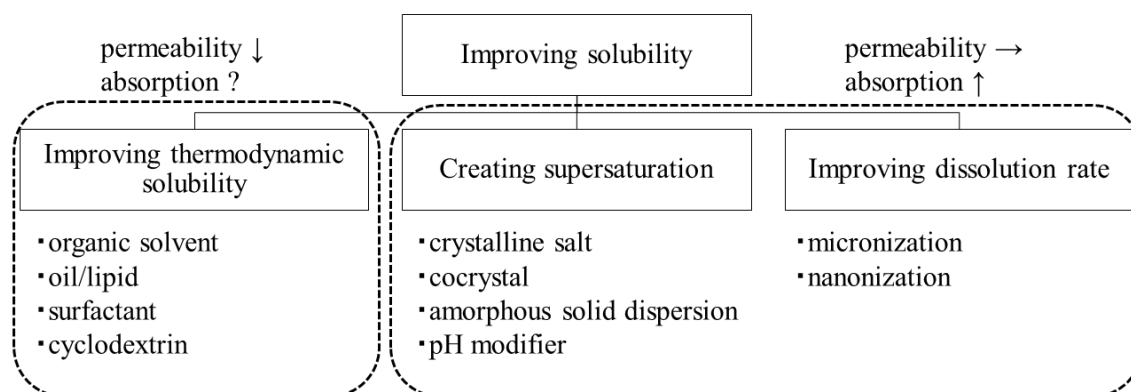 permeability ↓
absorption ?
Improving solubility
permeability →
absorption ↑
Improving thermodynamic
solubility
Creating supersaturation
Improving dissolution rate
・organic solvent
・oil/lipid
・surfactant
・cyclodextrin
・crystalline salt
・cocrystal
・amorphous solid dispersion
・pH modifier
・micronization
・nanonization